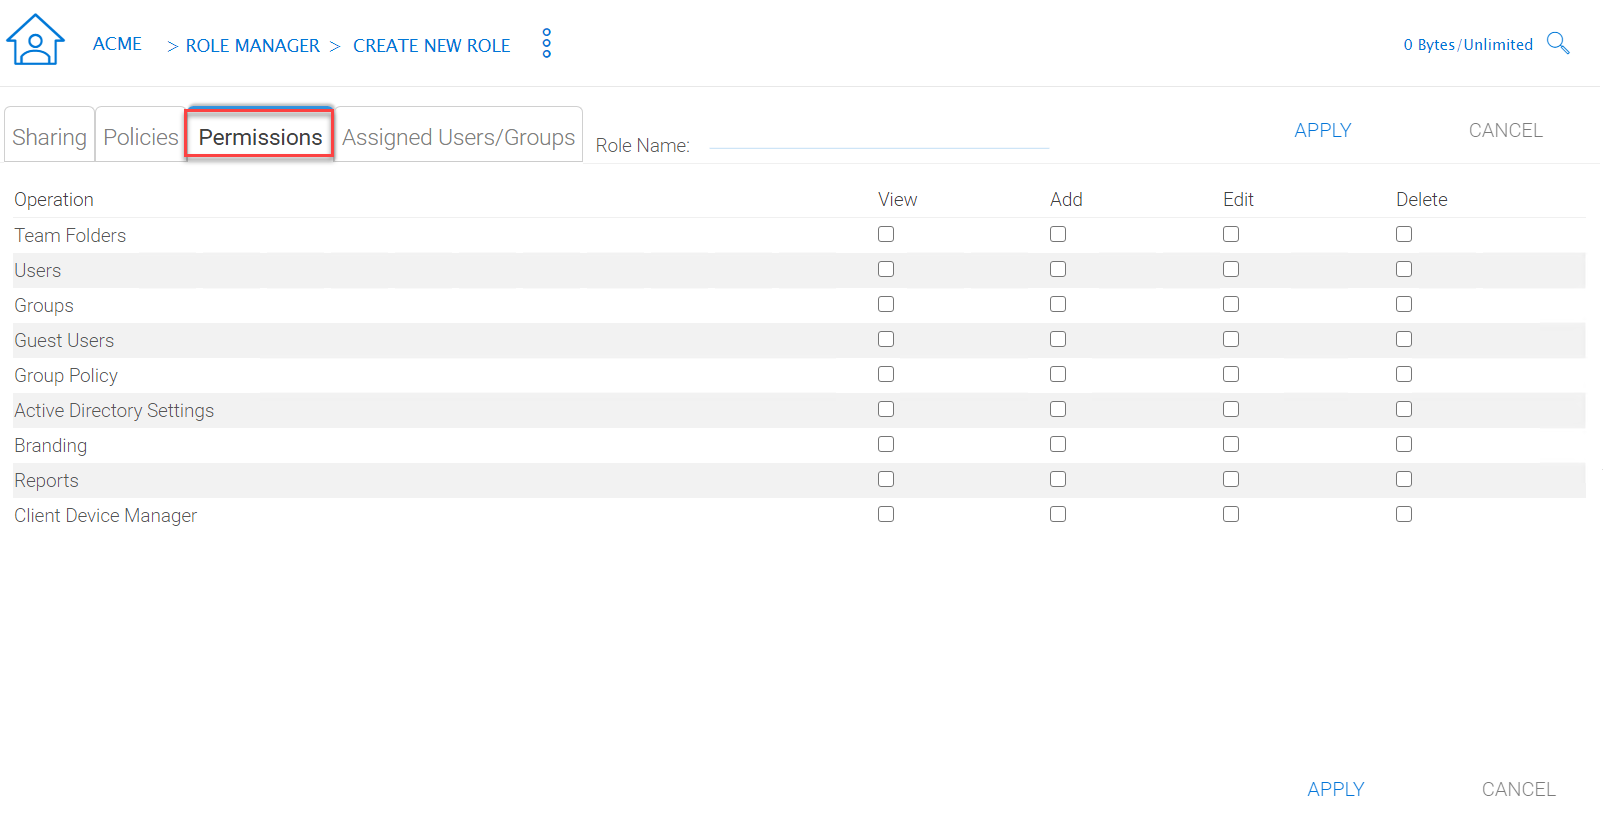 ACME > ROLE MANAGER > CREATE NEW ROLE 0 Bytes/Unlimited
Sharing Policies Permissions Assigned Users/Groups Role Name: APPLY CANCEL
Operation View Add Edit Delete
Team Folders
Users
Groups
Guest Users
Group Policy
Active Directory Settings
Branding
Reports
Client Device Manager
APPLY CANCEL